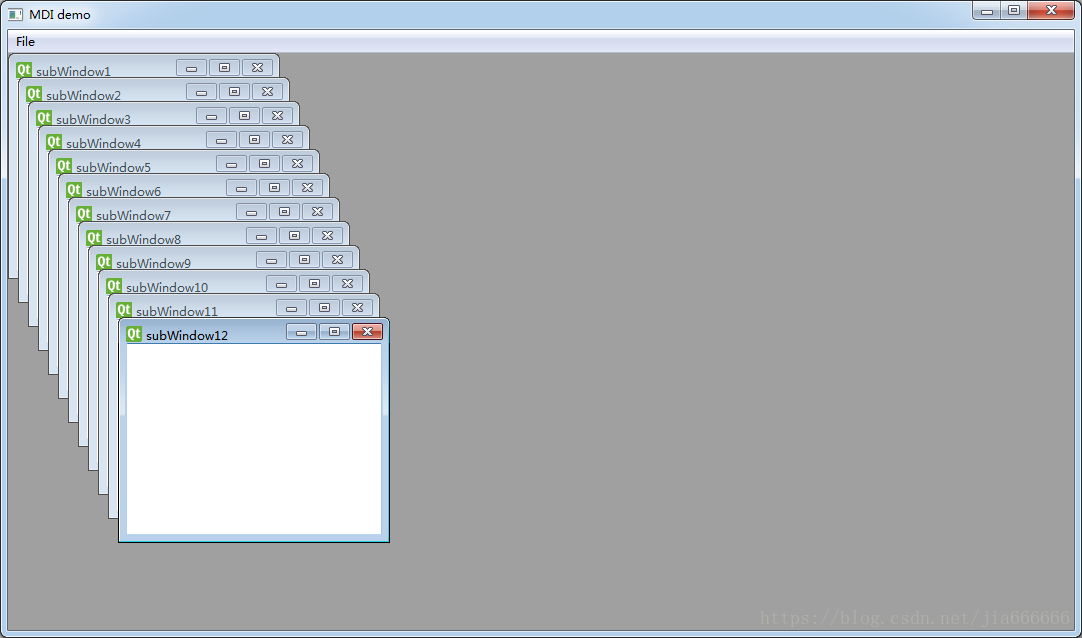 MDI demo
File
Qt subWindow1
Qt subWindow2
Qt subWindow3
Qt subWindow4
Qt subWindow5
Qt subWindow6
Qt subWindow7
Qt subWindow8
Qt subWindow9
Qt subWindow10
Qt subWindow11
Qt subWindow12
https://blog.csdn.net/jia666666